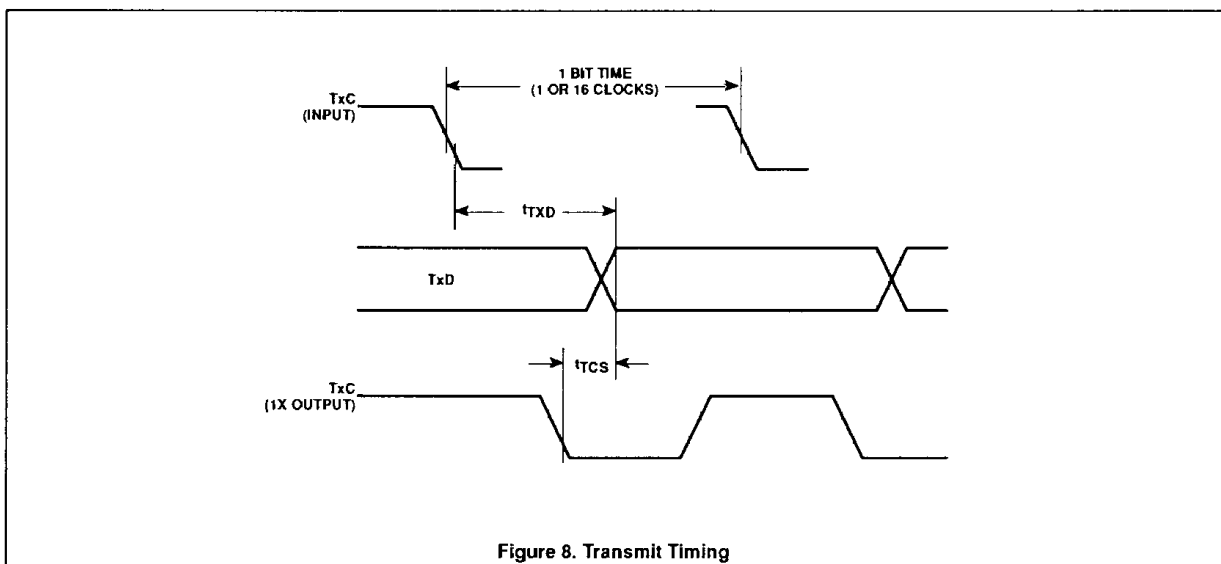 1 BIT TIME
(1 OR 16 CLOCKS)
TxC
(INPUT)
tTXD
TxD
tTCS
TxC
(1X OUTPUT)
Figure 8. Transmit Timing